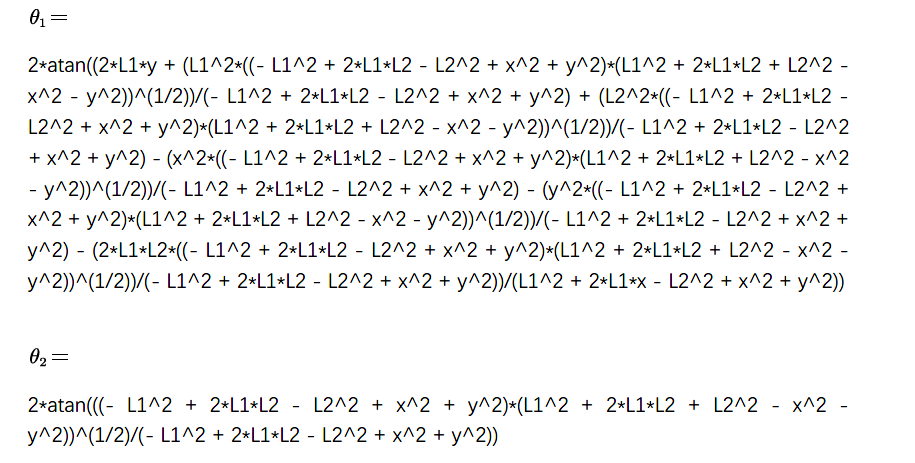 θ₁ =
2*atan((2*L1*y + (L1^2*((- L1^2 + 2*L1*L2 - L2^2 + x^2 + y^2)*(L1^2 + 2*L1*L2 + L2^2 -
x^2 - y^2))^(1/2))/(- L1^2 + 2*L1*L2 - L2^2 + x^2 + y^2) + (L2^2*((- L1^2 + 2*L1*L2 -
L2^2 + x^2 + y^2)*(L1^2 + 2*L1*L2 + L2^2 - x^2 - y^2))^(1/2))/(- L1^2 + 2*L1*L2 - L2^2
+ x^2 + y^2) - (x^2*((- L1^2 + 2*L1*L2 - L2^2 + x^2 + y^2)*(L1^2 + 2*L1*L2 + L2^2 - x^2
- y^2))^(1/2))/(- L1^2 + 2*L1*L2 - L2^2 + x^2 + y^2) - (y^2*((- L1^2 + 2*L1*L2 - L2^2 +
x^2 + y^2)*(L1^2 + 2*L1*L2 + L2^2 - x^2 - y^2))^(1/2))/(- L1^2 + 2*L1*L2 - L2^2 + x^2 +
y^2) - (2*L1*L2*((- L1^2 + 2*L1*L2 - L2^2 + x^2 + y^2)*(L1^2 + 2*L1*L2 + L2^2 - x^2 -
y^2))^(1/2))/(- L1^2 + 2*L1*L2 - L2^2 + x^2 + y^2))/(L1^2 + 2*L1*x - L2^2 + x^2 + y^2))
θ₂ =
2*atan(((- L1^2 + 2*L1*L2 - L2^2 + x^2 + y^2)*(L1^2 + 2*L1*L2 + L2^2 - x^2 -
y^2))^(1/2)/(- L1^2 + 2*L1*L2 - L2^2 + x^2 + y^2))